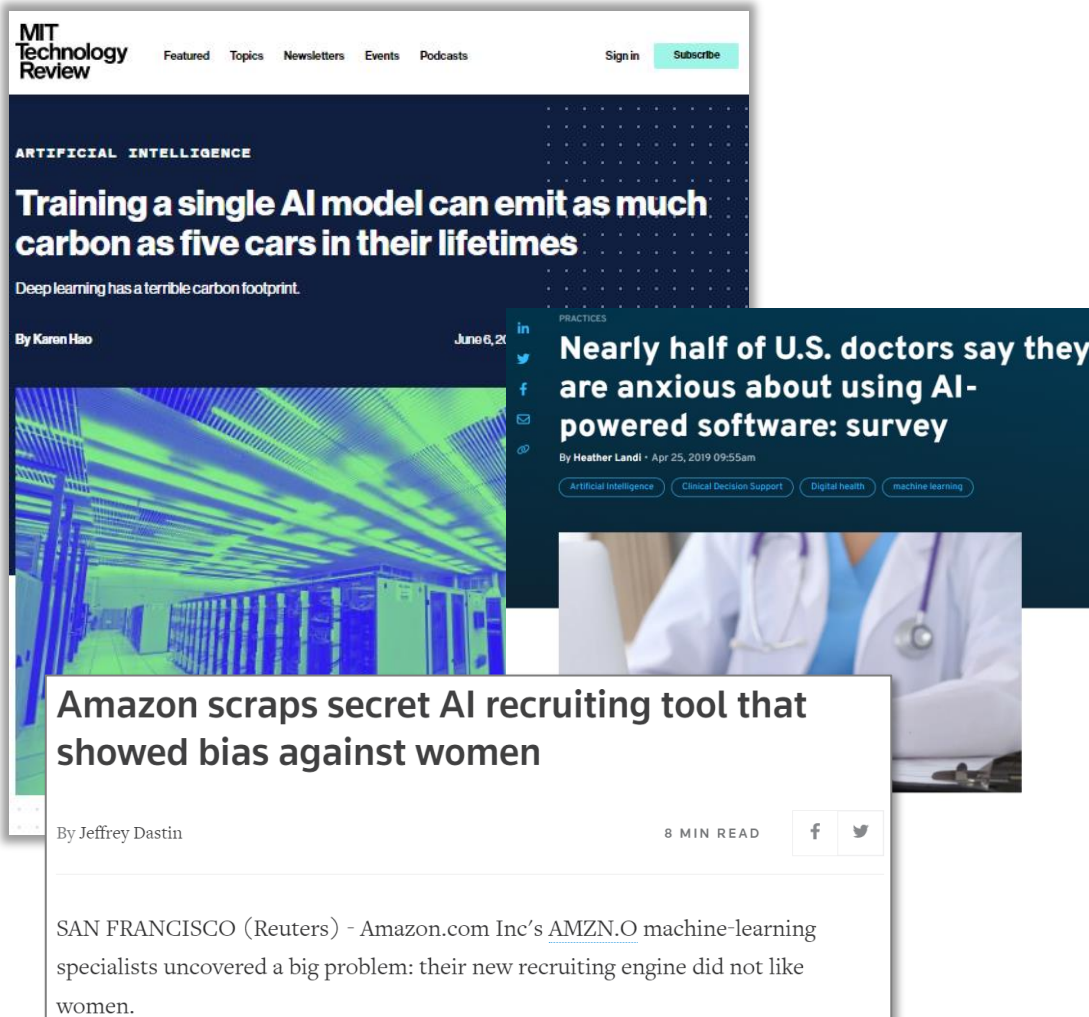 MIT
Technology
Review
Featured Topics Newsletters Events Podcasts Sign in Subscribe
ARTIFICIAL INTELLIGENCE
Training a single AI model can emit as much
carbon as five cars in their lifetimes
Deep learning has a terrible carbon footprint.
By Karen Hao June 6, 20
PRACTICES
Nearly half of U.S. doctors say they
are anxious about using AI-
powered software: survey
By Heather Landi • Apr 25, 2019 09:55am
Artificial Intelligence Clinical Decision Support Digital health machine learning
Amazon scraps secret AI recruiting tool that
showed bias against women
By Jeffrey Dastin 8 MIN READ
SAN FRANCISCO (Reuters) - Amazon.com Inc's AMZN.O machine-learning
specialists uncovered a big problem: their new recruiting engine did not like
women.